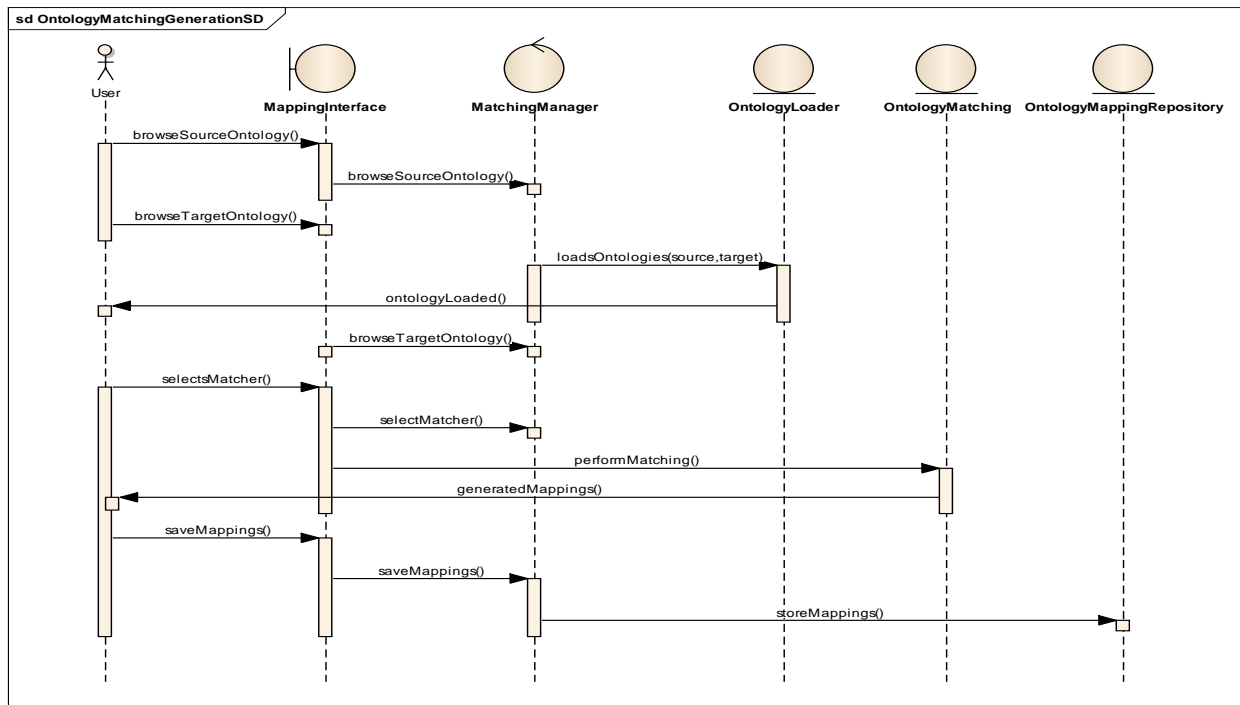 sd OntologyMatchingGenerationSD
User
MappingInterface
MatchingManager
OntologyLoader
OntologyMatching
OntologyMappingRepository
browseSourceOntology()
browseSourceOntology()
browseTargetOntology()
loadsOntologies(source,target)
ontologyLoaded()
browseTargetOntology()
selectsMatcher()
selectMatcher()
performMatching()
generatedMappings()
saveMappings()
saveMappings()
storeMappings()